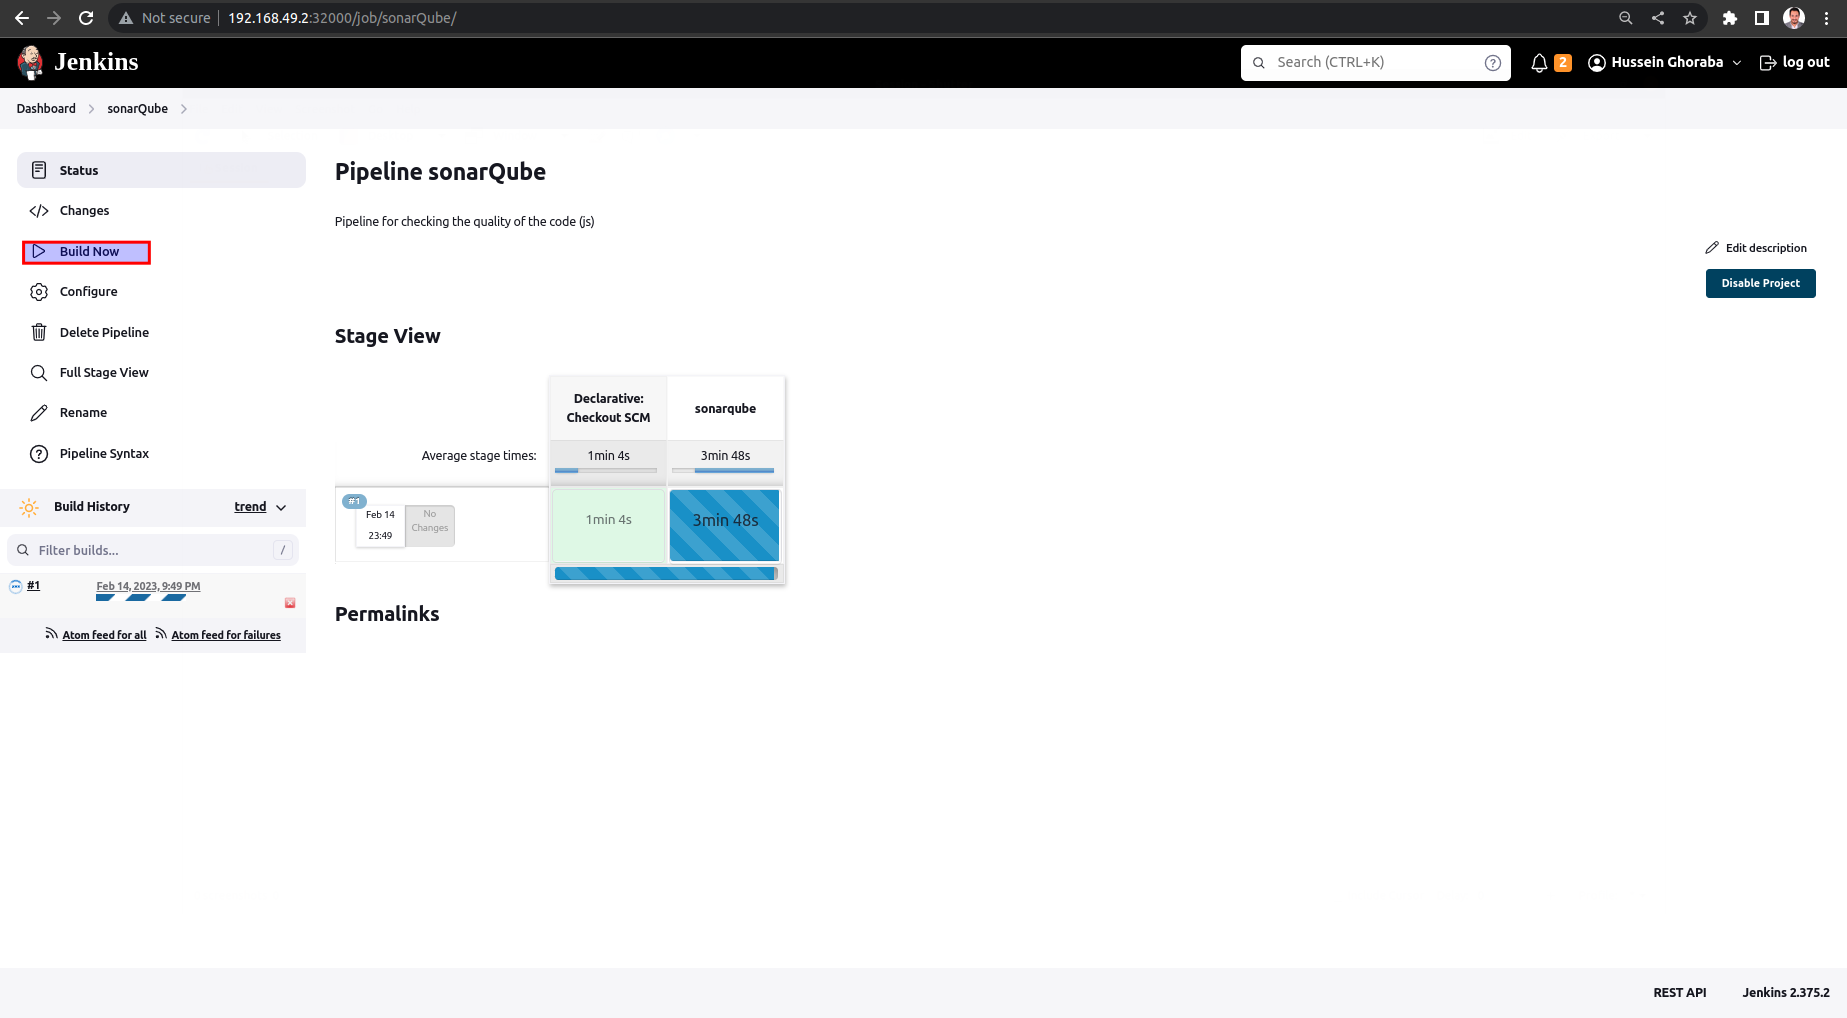 Not secure 192.168.49.2:32000/job/sonarQube/
Jenkins
Search (CTRL+K)
2
Hussein Ghoraba
log out
Dashboard
sonarQube
Status
Changes
Build Now
Configure
Delete Pipeline
Full Stage View
Rename
Pipeline Syntax
Build History
trend
Filter builds...
/
#1
Feb 14, 2023, 9:49 PM
Atom feed for all
Atom feed for failures
Pipeline sonarQube
Pipeline for checking the quality of the code (js)
Edit description
Disable Project
Stage View
Declarative:
Checkout SCM
sonarqube
Average stage times:
1min 4s
3min 48s
#1
Feb 14
23:49
No
Changes
1min 4s
3min 48s
Permalinks
REST API
Jenkins 2.375.2